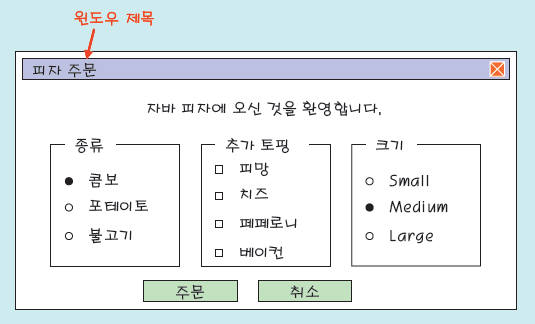 윈도우 제목
피자 주문
자바 피자에 오신 것을 환영합니다.
종류
콤보
포테이토
불고기
추가 토핑
피망
치즈
페페로니
베이컨
크기
Small
Medium
Large
주문
취소